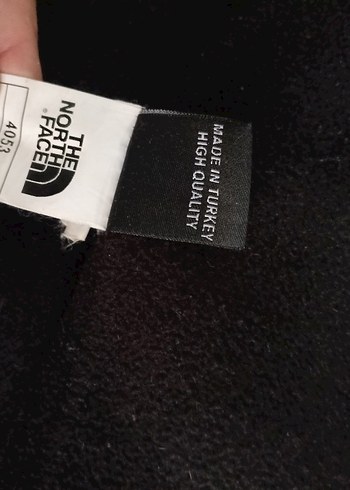 THE
NORTH
FACE
4053
MADE IN TURKEY
HIGH QUALITY